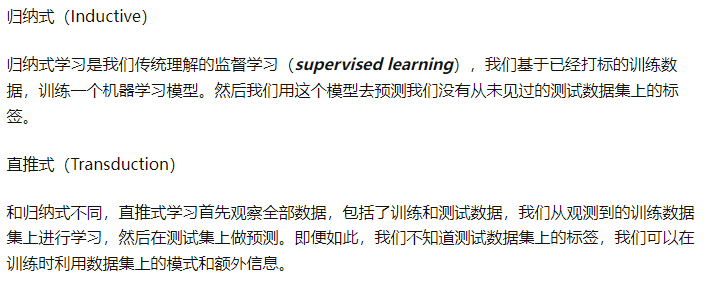 归纳式（Inductive）
归纳式学习是我们传统理解的监督学习（supervised learning），我们基于已经打标的训练数
据，训练一个机器学习模型。然后我们用这个模型去预测我们没有从未见过的测试数据集上的标
签。
直推式（Transduction）
和归纳式不同，直推式学习首先观察全部数据，包括了训练和测试数据，我们从观测到的训练数据
集上进行学习，然后在测试集上做预测。即便如此，我们不知道测试数据集上的标签，我们可以在
训练时利用数据集上的模式和额外信息。